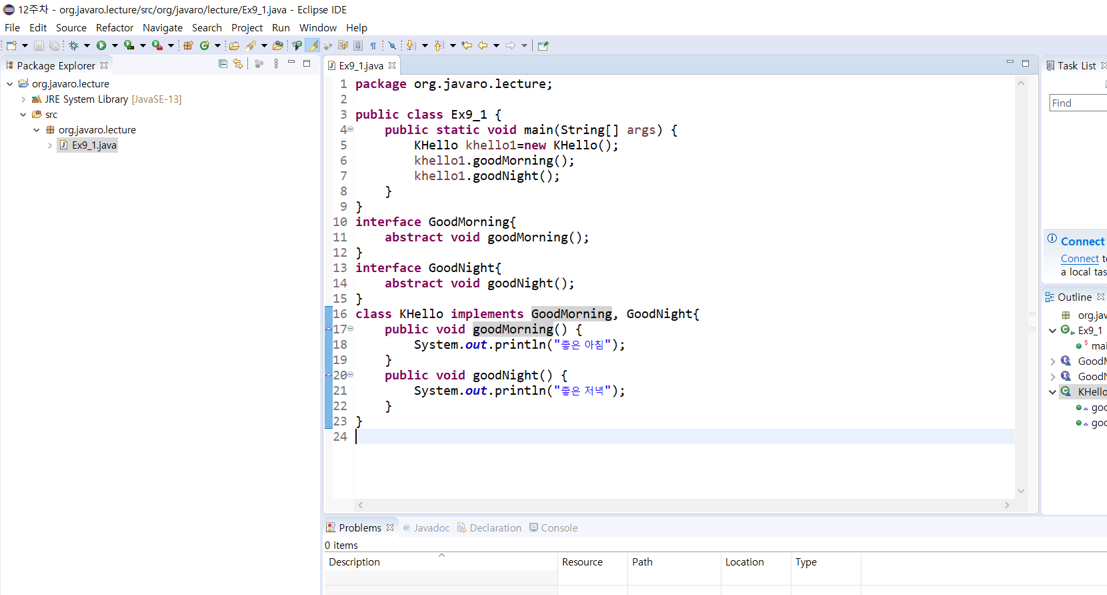 12주차 - org.javaro.lecture/src/org/javaro/lecture/Ex9_1.java - Eclipse IDE
File Edit Source Refactor Navigate Search Project Run Window Help
Package Explorer
org.javaro.lecture
JRE System Library [JavaSE-13]
src
org.javaro.lecture
Ex9_1.java
Ex9_1.java
1 package org.javaro.lecture;
2
3 public class Ex9_1 {
4 public static void main(String[] args) {
5 KHello khello1=new KHello();
6 khello1.goodMorning();
7 khello1.goodNight();
8 }
9 }
10 interface GoodMorning{
11 abstract void goodMorning();
12 }
13 interface GoodNight{
14 abstract void goodNight();
15 }
16 class KHello implements GoodMorning, GoodNight{
17 public void goodMorning() {
18 System.out.println("좋은 아침");
19 }
20 public void goodNight() {
21 System.out.println("좋은 저녁");
22 }
23 }
24
Task List
Find
Connect
Connect to
a local tas
Outline
org.jav
Ex9_1
mai
GoodM
GoodN
KHello
goo
goo
Problems Javadoc Declaration Console
0 items
Description Resource Path Location Type